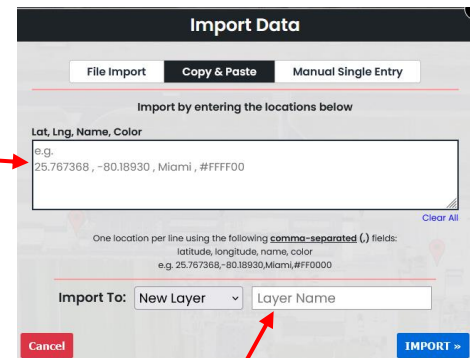 Import Data
File Import Copy & Paste Manual Single Entry
Import by entering the locations below
Lat, Lng, Name, Color
e.g.
25.767368 , -80.18930 , Miami , #FFFF00
Clear All
One location per line using the following comma-separated (,) fields:
latitude, longitude, name, color
e.g. 25.767368,-80.18930,Miami,#FF0000
Import To: New Layer Layer Name
Cancel IMPORT »